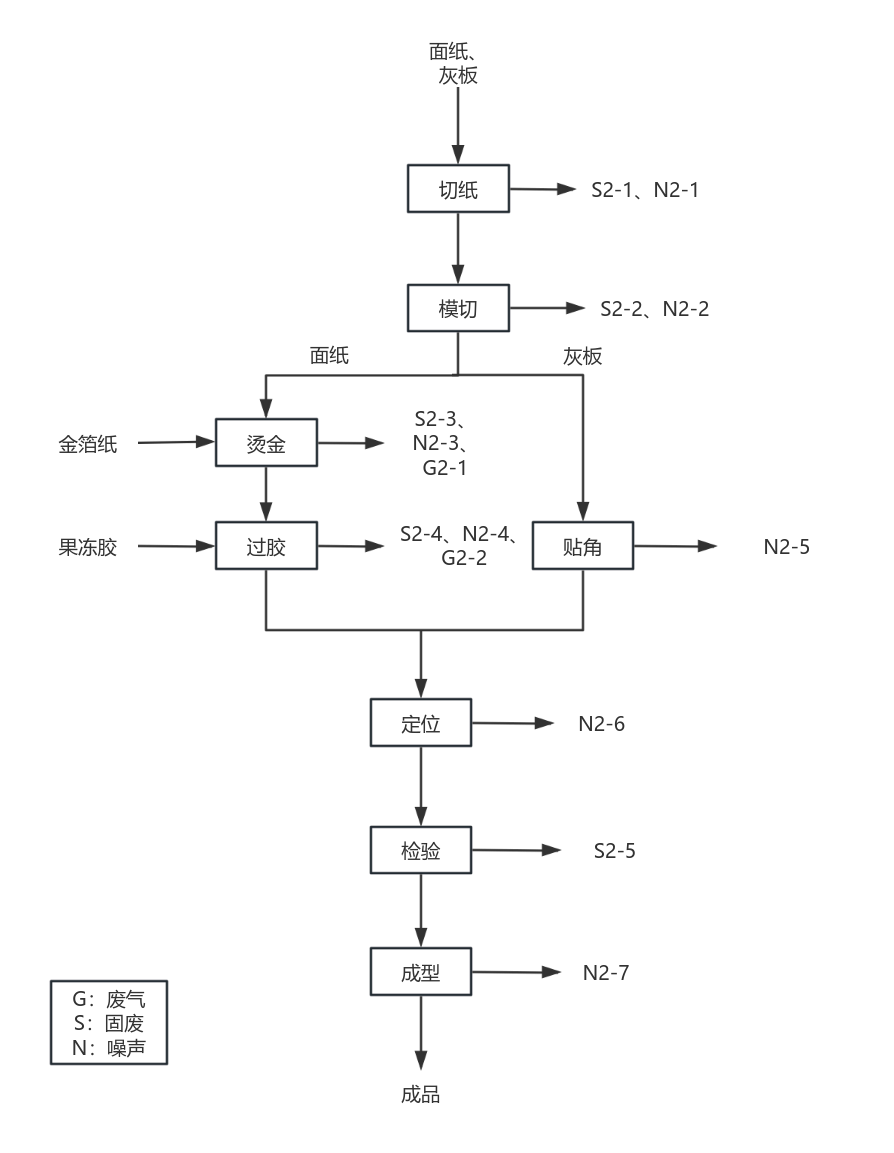 面纸、
灰板
切纸
S2-1、N2-1
模切
S2-2、N2-2
面纸
灰板
金箔纸
烫金
S2-3、
N2-3、
G2-1
果冻胶
过胶
S2-4、N2-4、
G2-2
贴角
N2-5
定位
N2-6
检验
S2-5
成型
N2-7
G：废气
S：固废
N：噪声
成品